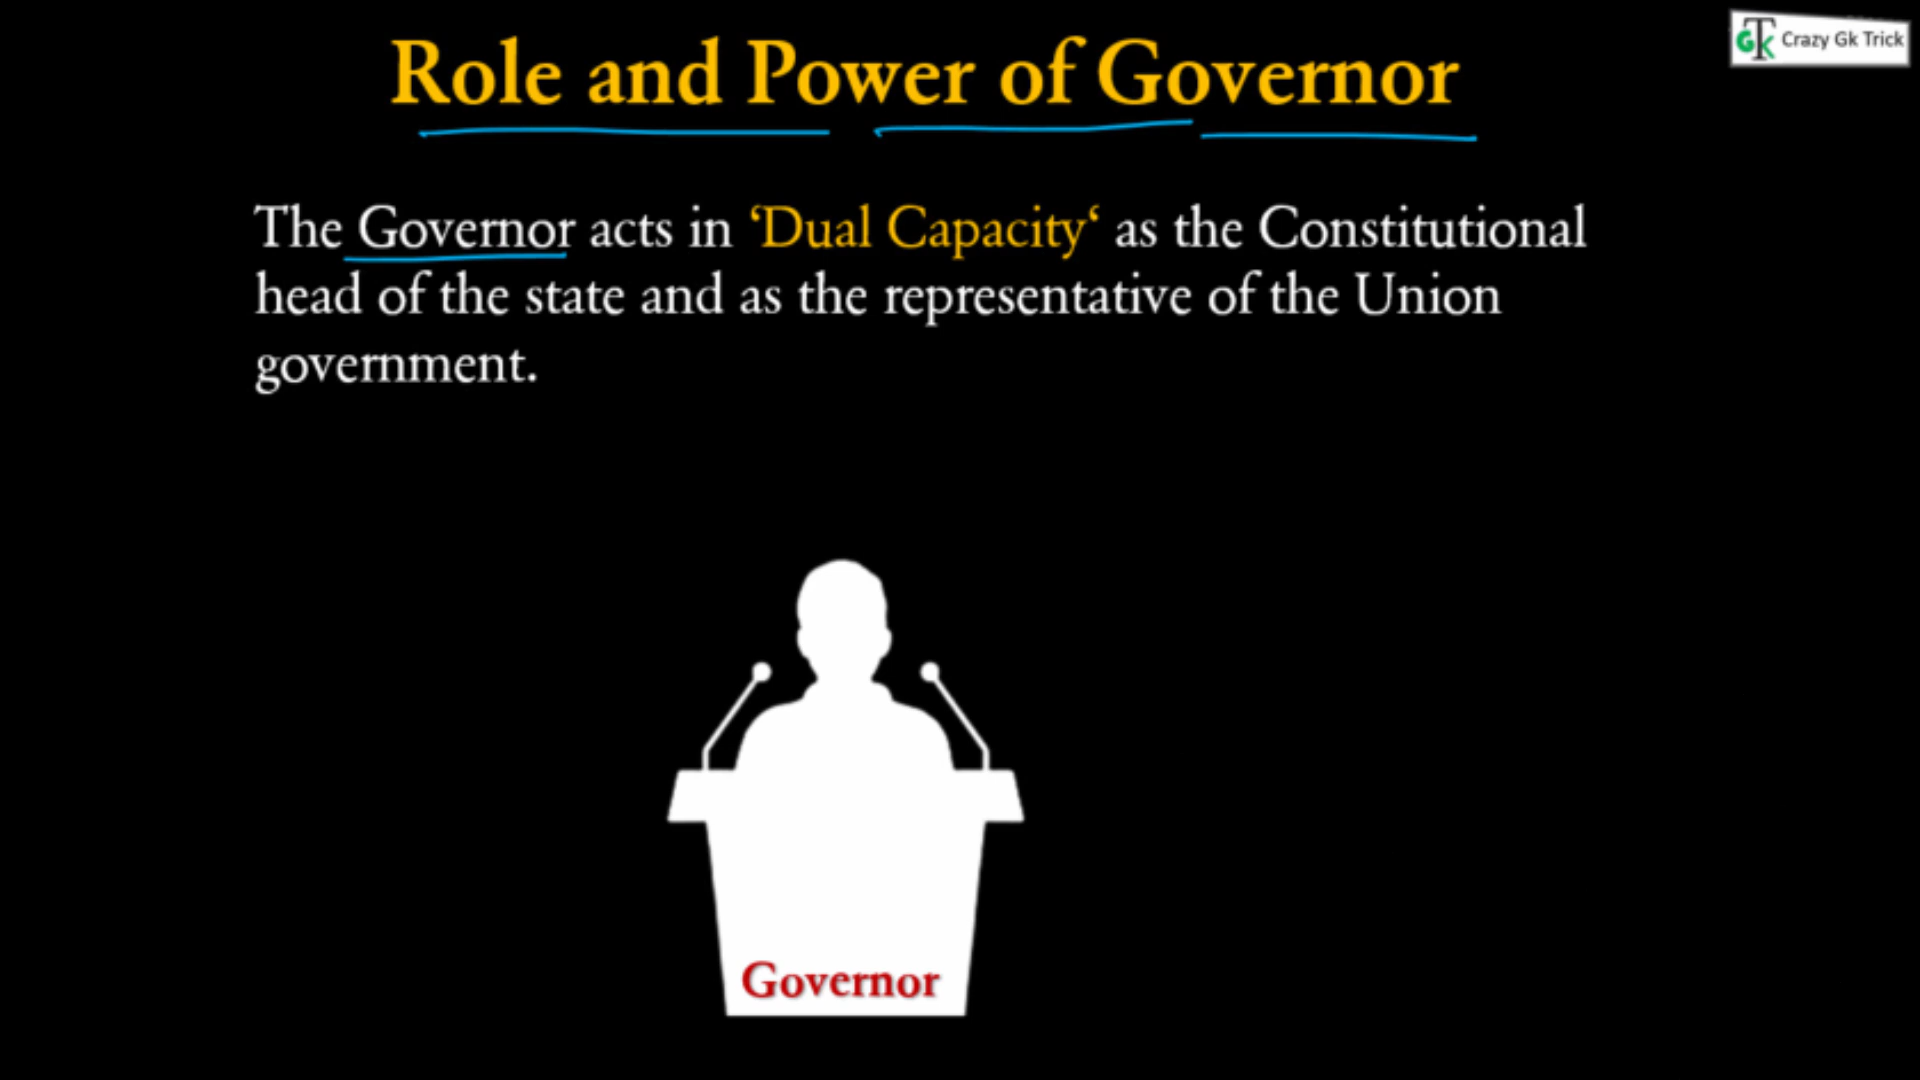 Role and Power of Governor
GTK Crazy Gk Trick
The Governor acts in ‘Dual Capacity‘ as the Constitutional
head of the state and as the representative of the Union
government.
Governor